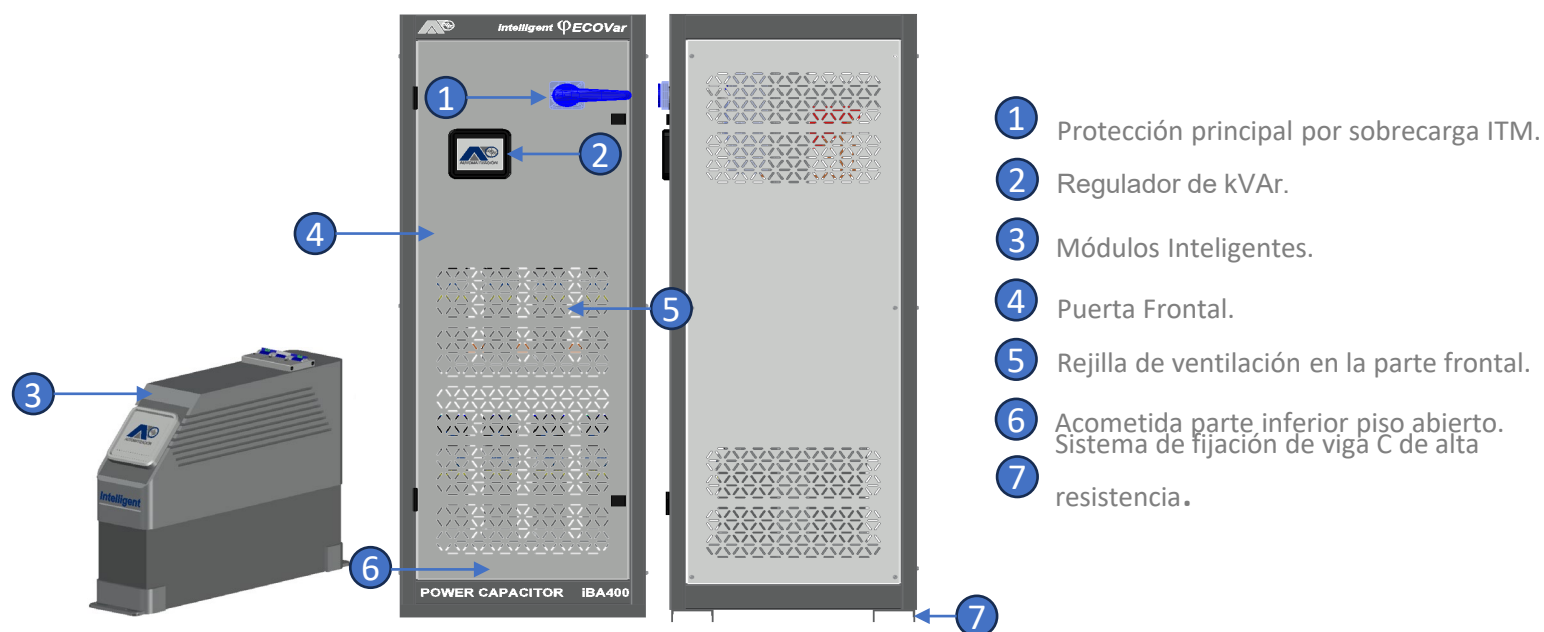 intelligent φECOVar
1
2
AUTOMATIZACIÓN
4
5
3
Intelligent
6
POWER CAPACITOR iBA400
7
1 Protección principal por sobrecarga ITM.
2 Regulador de kVAr.
3 Módulos Inteligentes.
4 Puerta Frontal.
5 Rejilla de ventilación en la parte frontal.
6 Acometida parte inferior piso abierto.
7 Sistema de fijación de viga C de alta
resistencia.